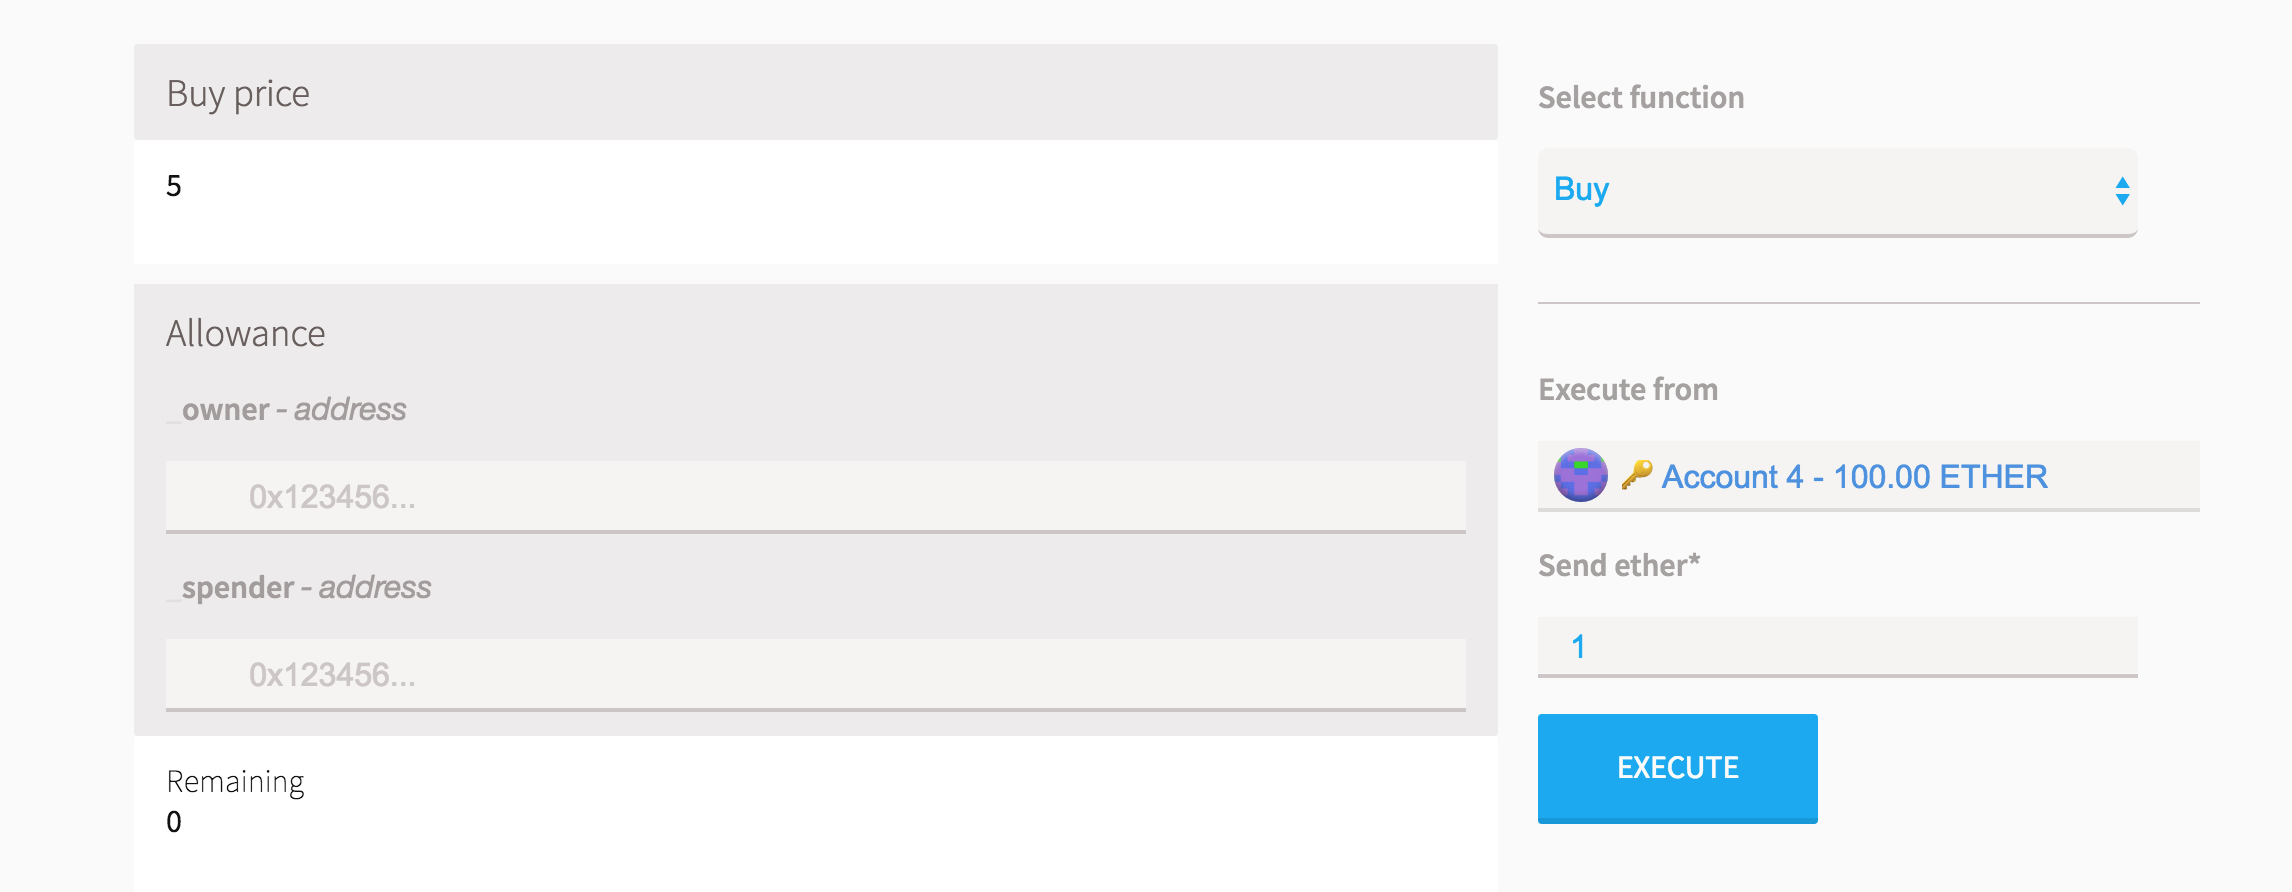 Buy price
5
Allowance
_owner - address
0x123456...
_spender - address
0x123456...
Remaining
0
Select function
Buy
Execute from
Account 4 - 100.00 ETHER
Send ether*
1
EXECUTE